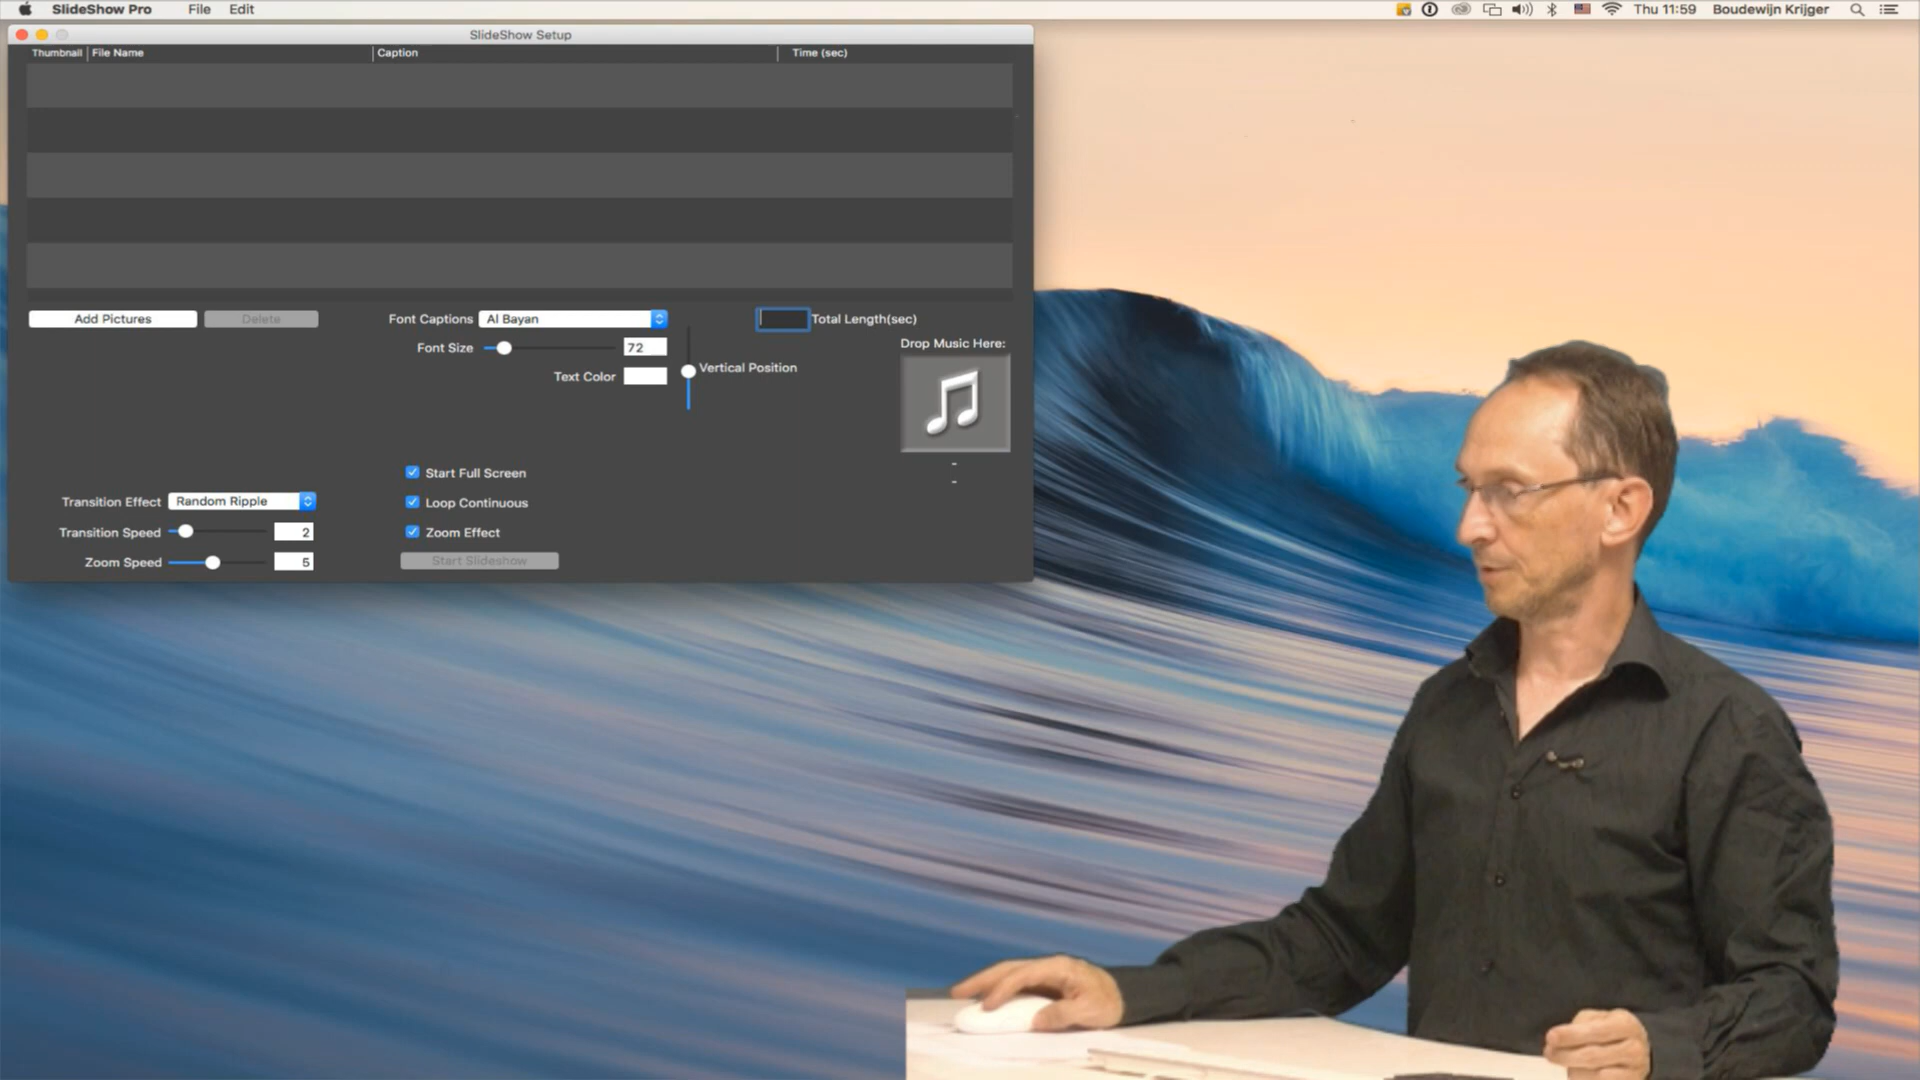 SlideShow Pro File Edit Thu 11:59 Boudewijn Krijger
SlideShow Setup
Thumbnail File Name Caption Time (sec)
Add Pictures Delete Font Captions Al Bayan Total Length(sec)
Font Size 72 Drop Music Here:
Text Color Vertical Position
- 
-
Start Full Screen
Transition Effect Random Ripple Loop Continuous
Transition Speed 2 Zoom Effect
Zoom Speed 5 Start Slideshow